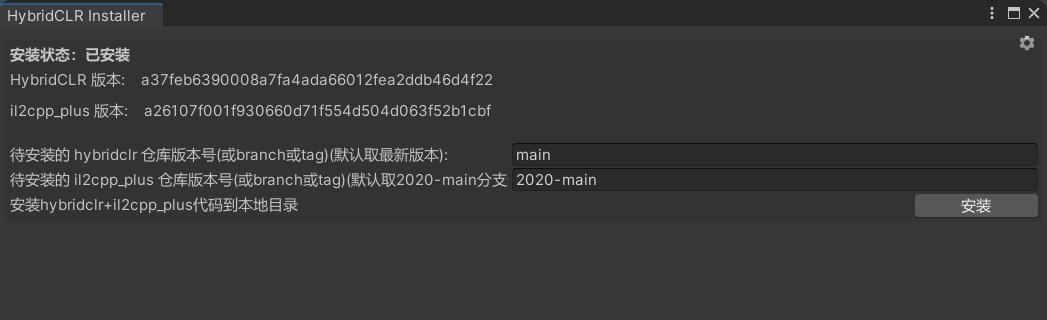 HybridCLR Installer
安装状态：已安装
HybridCLR 版本: a37feb6390008a7fa4ada66012fea2ddb46d4f22
il2cpp_plus 版本: a26107f001f930660d71f554d504d063f52b1cbf
待安装的 hybridclr 仓库版本号(或branch或tag)(默认取最新版本): main
待安装的 il2cpp_plus 仓库版本号(或branch或tag)(默认取2020-main分支 2020-main
安装hybridclr+il2cpp_plus代码到本地目录 安装